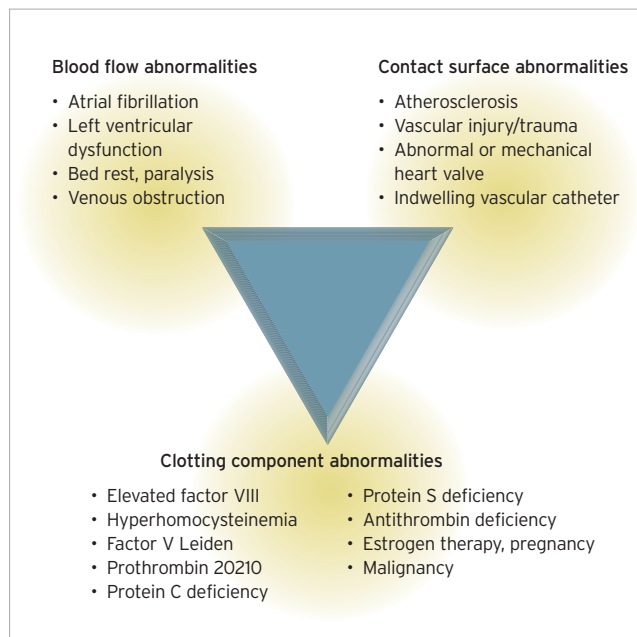 Blood flow abnormalities
• Atrial fibrillation
• Left ventricular
dysfunction
• Bed rest, paralysis
• Venous obstruction
Contact surface abnormalities
• Atherosclerosis
• Vascular injury/trauma
• Abnormal or mechanical
heart valve
• Indwelling vascular catheter
Clotting component abnormalities
• Elevated factor VIII
• Hyperhomocysteinemia
• Factor V Leiden
• Prothrombin 20210
• Protein C deficiency
• Protein S deficiency
• Antithrombin deficiency
• Estrogen therapy, pregnancy
• Malignancy